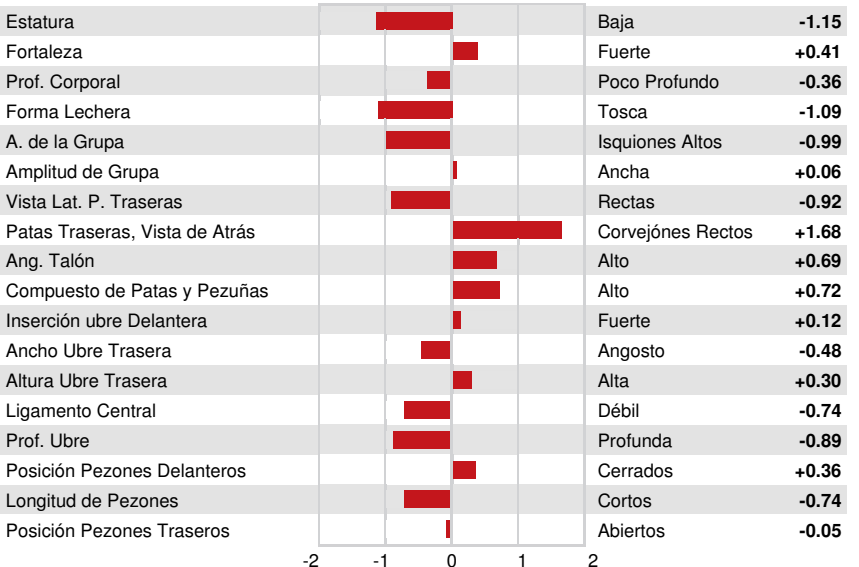 Estatura Baja -1.15
Fortaleza Fuerte +0.41
Prof. Corporal Poco Profundo -0.36
Forma Lechera Tosca -1.09
A. de la Grupa Isquiones Altos -0.99
Amplitud de Grupa Ancha +0.06
Vista Lat. P. Traseras Rectas -0.92
Patas Traseras, Vista de Atrás Corvejónes Rectos +1.68
Ang. Talón Alto +0.69
Compuesto de Patas y Pezuñas Alto +0.72
Inserción ubre Delantera Fuerte +0.12
Ancho Ubre Trasera Angosto -0.48
Altura Ubre Trasera Alta +0.30
Ligamento Central Débil -0.74
Prof. Ubre Profunda -0.89
Posición Pezones Delanteros Cerrados +0.36
Longitud de Pezones Cortos -0.74
Posición Pezones Traseros Abiertos -0.05
-2 -1 0 1 2